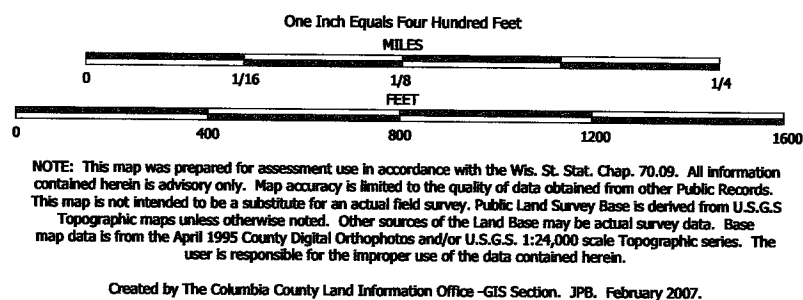 One Inch Equals Four Hundred Feet
MILES
0 1/16 1/8 1/4
FEET
0 400 800 1200 1600
NOTE: This map was prepared for assessment use in accordance with the Wis. St. Stat. Chap. 70.09. All information
contained herein is advisory only. Map accuracy is limited to the quality of data obtained from other Public Records.
This map is not intended to be a substitute for an actual field survey. Public Land Survey Base is derived from U.S.G.S
Topographic maps unless otherwise noted. Other sources of the Land Base may be actual survey data. Base
map data is from the April 1995 County Digital Orthophotos and/or U.S.G.S. 1:24,000 scale Topographic series. The
user is responsible for the improper use of the data contained herein.
Created by The Columbia County Land Information Office -GIS Section. JPB. February 2007.